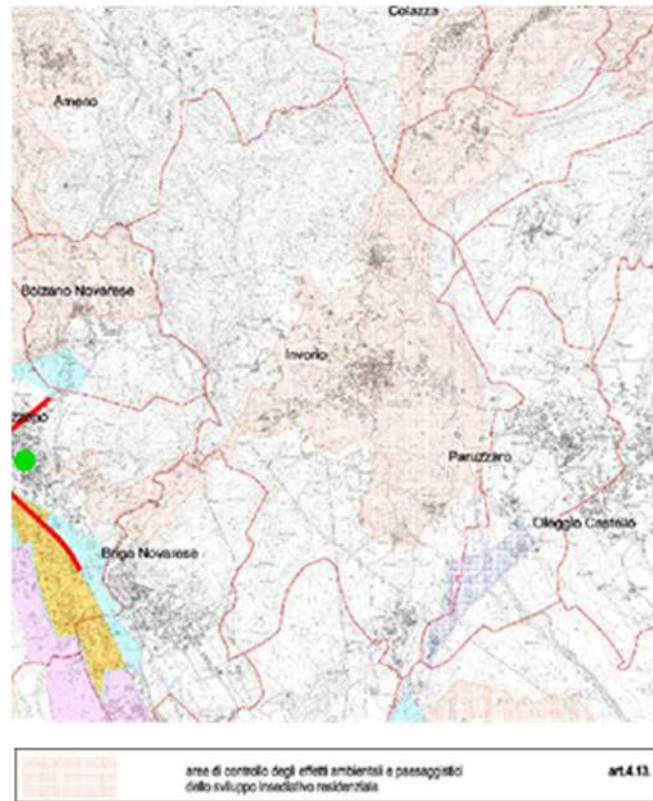 Colazza
Ameno
Bolzano Novarese
Invorio
Paruzzaro
Oleggio Castello
Briga Novarese
aree di controllo degli effetti ambientali e paesaggistici art.4.13.
dello sviluppo insediativo residenziale